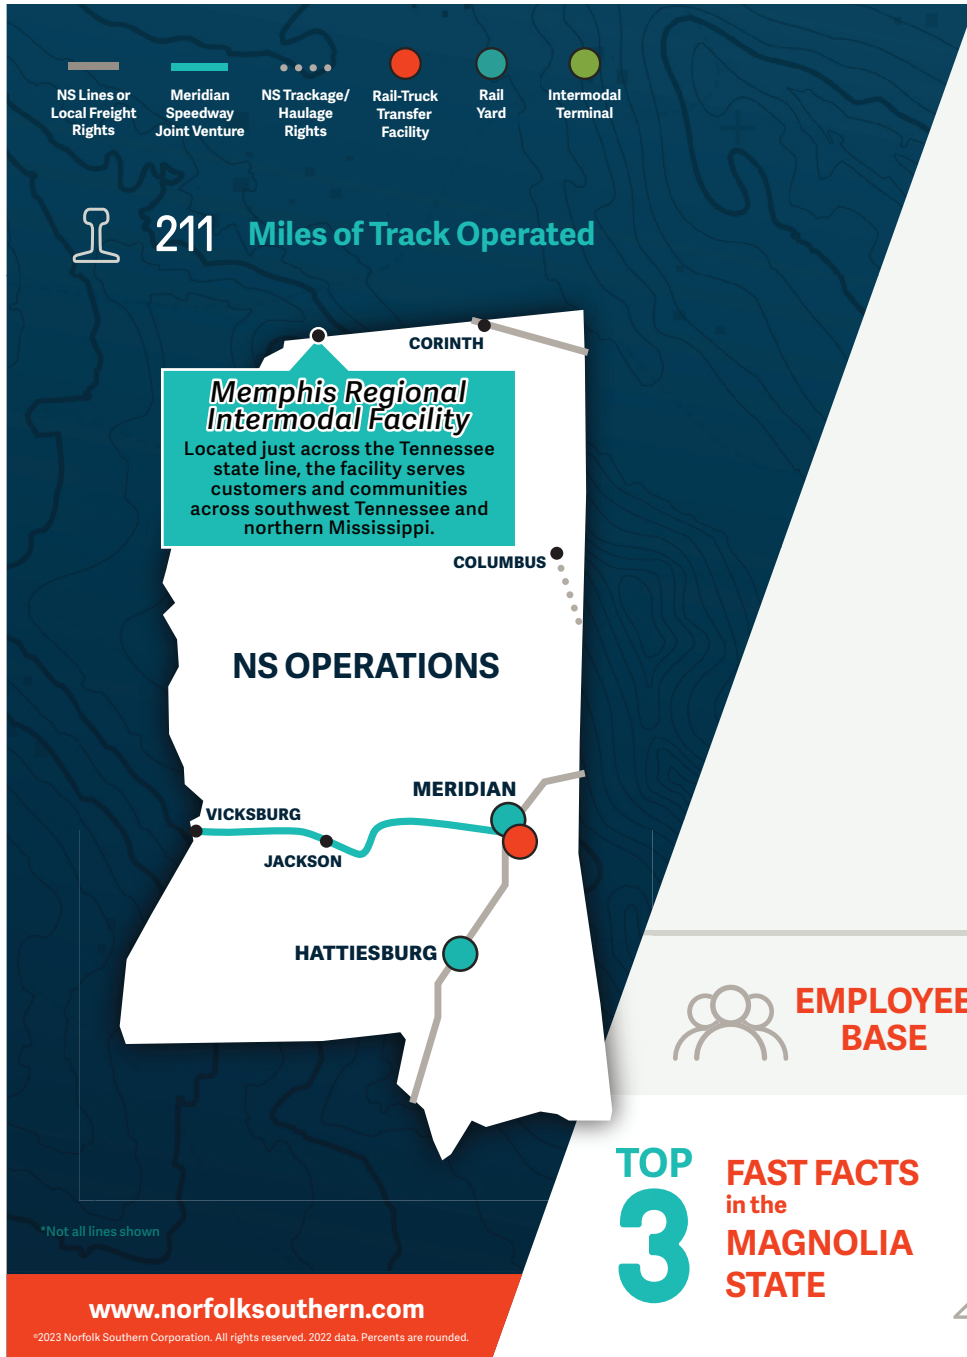 NS Lines or
Local Freight
Rights
Meridian
Speedway
Joint Venture
NS Trackage/
Haulage
Rights
Rail-Truck
Transfer
Facility
Rail
Yard
Intermodal
Terminal
211 Miles of Track Operated
CORINTH
Memphis Regional
Intermodal Facility
Located just across the Tennessee
state line, the facility serves
customers and communities
across southwest Tennessee and
northern Mississippi.
COLUMBUS
NS OPERATIONS
MERIDIAN
VICKSBURG
JACKSON
HATTIESBURG
EMPLOYEE
BASE
TOP
3
FAST FACTS
in the
MAGNOLIA
STATE
*Not all lines shown
www.norfolksouthern.com
©2023 Norfolk Southern Corporation. All rights reserved. 2022 data. Percents are rounded.